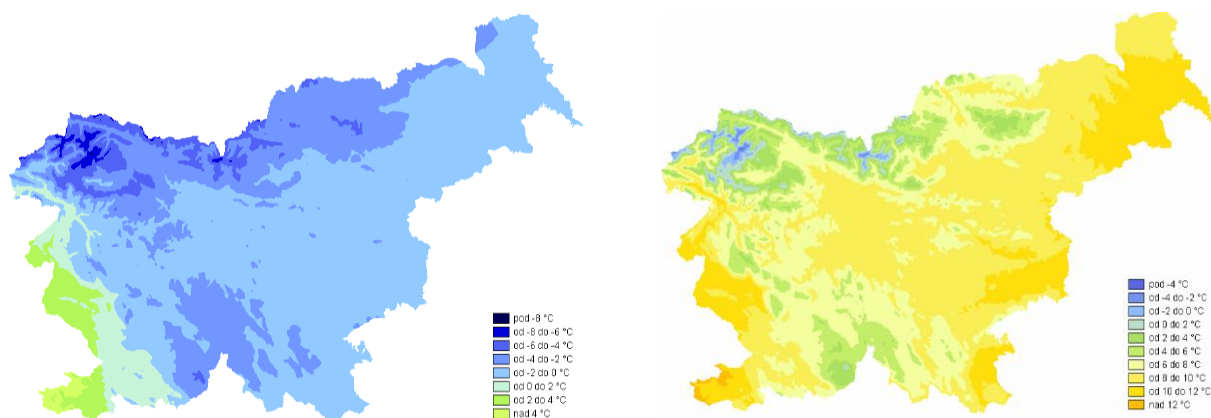 pod -8 °C
od -8 do -6 °C
od -6 do -4 °C
od -4 do -2 °C
od -2 do 0 °C
od 0 do 2 °C
od 2 do 4 °C
nad 4 °C
pod -4 °C
od -4 do -2 °C
od -2 do 0 °C
od 0 do 2 °C
od 2 do 4 °C
od 4 do 6 °C
od 6 do 8 °C
od 8 do 10 °C
od 10 do 12 °C
nad 12 °C